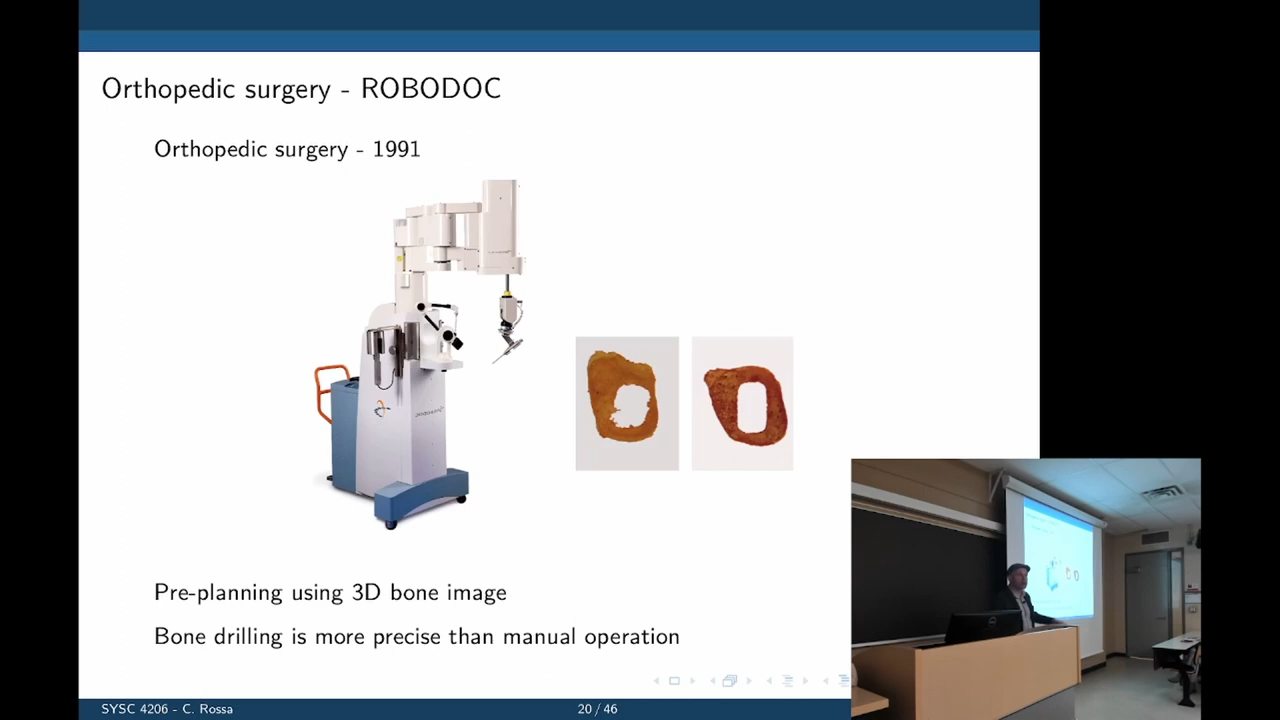 Orthopedic surgery - ROBODOC
Orthopedic surgery - 1991
Pre-planning using 3D bone image
Bone drilling is more precise than manual operation
SYSC 4206 - C. Rossa
20 / 46